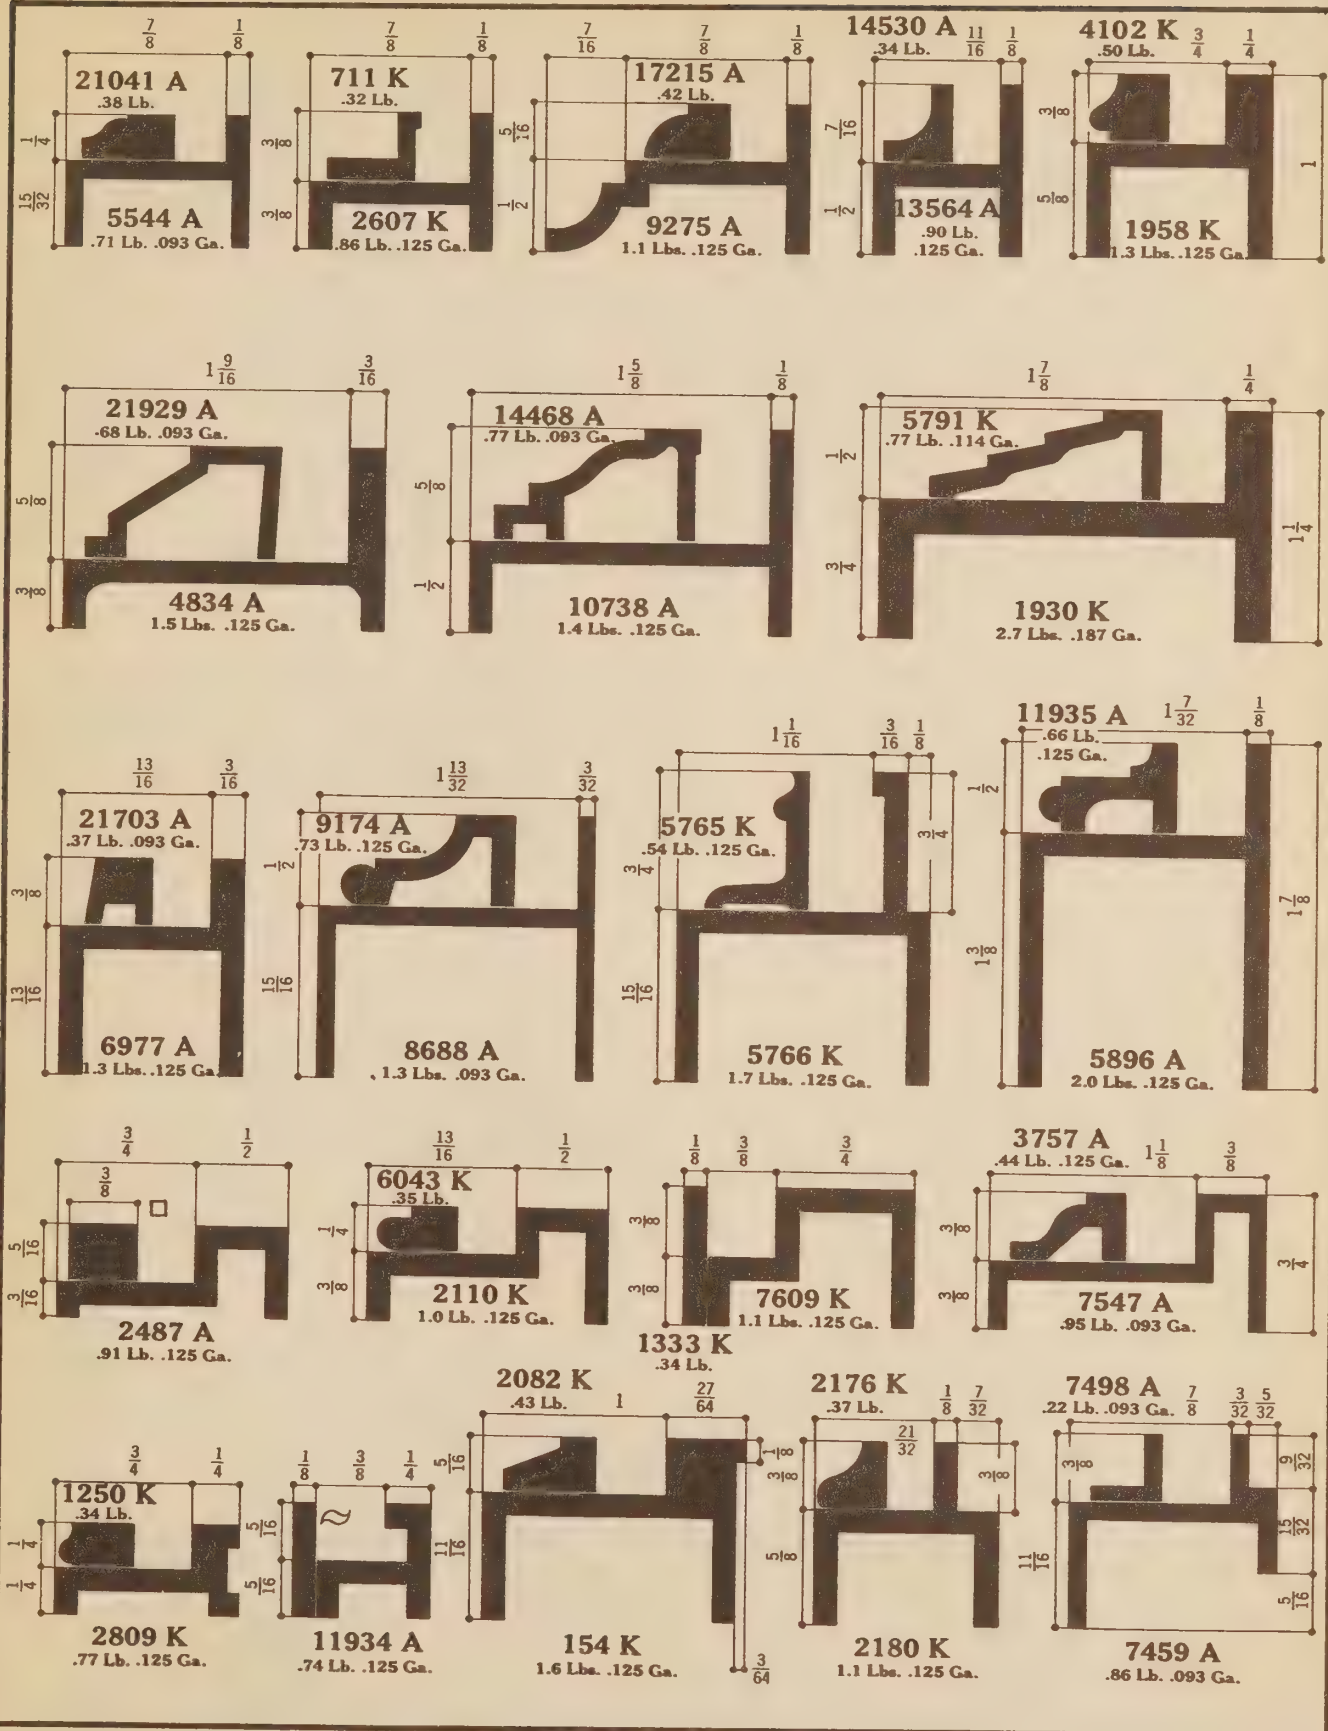 7/8 1/8
21041 A
.38 Lb.
1/4
15/32
5544 A
.71 Lb. .093 Ga.
7/8 1/8
711 K
.32 Lb.
3/8
3/8
2607 K
.86 Lb. .125 Ga.
7/16 7/8 1/8
17215 A
.42 Lb.
5/16
1/2
9275 A
1.1 Lbs. .125 Ga.
14530 A
.34 Lb. 11/16 1/8
7/16
1/2
13564 A
.90 Lb.
.125 Ga.
4102 K
.50 Lb. 3/4 1/4
3/8
5/8
1
1958 K
1.3 Lbs. .125 Ga.
1 9/16 3/16
21929 A
.68 Lb. .093 Ga.
5/8
3/8
4834 A
1.5 Lbs. .125 Ga.
1 5/8 1/8
14468 A
.77 Lb. .093 Ga.
5/8
1/2
10738 A
1.4 Lbs. .125 Ga.
1 7/8 1/4
5791 K
.77 Lb. .114 Ga.
1/2
3/4
1 1/4
1930 K
2.7 Lbs. .187 Ga.
13/16 3/16
21703 A
.37 Lb. .093 Ga.
3/8
13/16
6977 A
1.3 Lbs. .125 Ga.
1 13/32 3/32
9174 A
.73 Lb. .125 Ga.
1/2
15/16
8688 A
1.3 Lbs. .093 Ga.
1 1/16 3/16 1/8
5765 K
.54 Lb. .125 Ga.
3/4
3/4
15/16
5766 K
1.7 Lbs. .125 Ga.
11935 A 1 7/32 1/8
.66 Lb.
.125 Ga.
1/2
1 3/8
1 7/8
5896 A
2.0 Lbs. .125 Ga.
3/4 1/2
3/8
5/16
3/16
2487 A
.91 Lb. .125 Ga.
13/16 1/2
6043 K
.35 Lb.
1/4
3/8
2110 K
1.0 Lb. .125 Ga.
1/8 3/8 3/4
3/8
3/8
7609 K
1.1 Lbs. .125 Ga.
1333 K
.34 Lb.
3757 A
.44 Lb. .125 Ga. 1 1/8 3/8
3/8
3/8
3/4
7547 A
.95 Lb. .093 Ga.
3/4 1/4
1250 K
.34 Lb.
1/4
1/4
2809 K
.77 Lb. .125 Ga.
1/8 3/8 1/4
5/16
5/16
11934 A
.74 Lb. .125 Ga.
2082 K
.43 Lb. 1 27/64
5/16
1/8
11/16
154 K
1.6 Lbs. .125 Ga.
3/64
2176 K
.37 Lb. 1/8 7/32
21/32
3/8
3/8
5/8
2180 K
1.1 Lbs. .125 Ga.
7498 A
.22 Lb. .093 Ga. 7/8 3/32 5/32
3/8
9/32
15/32
11/16
5/16
7459 A
.86 Lb. .093 Ga.